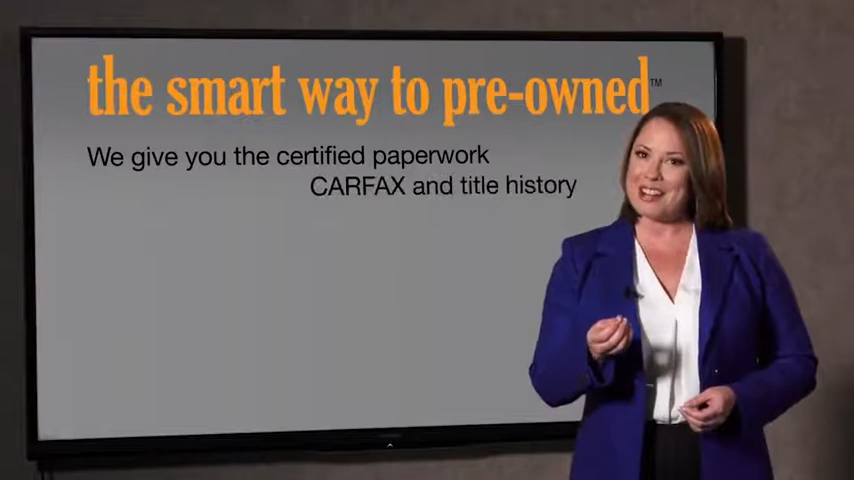 the smart way to pre-owned™
We give you the certified paperwork
CARFAX and title history